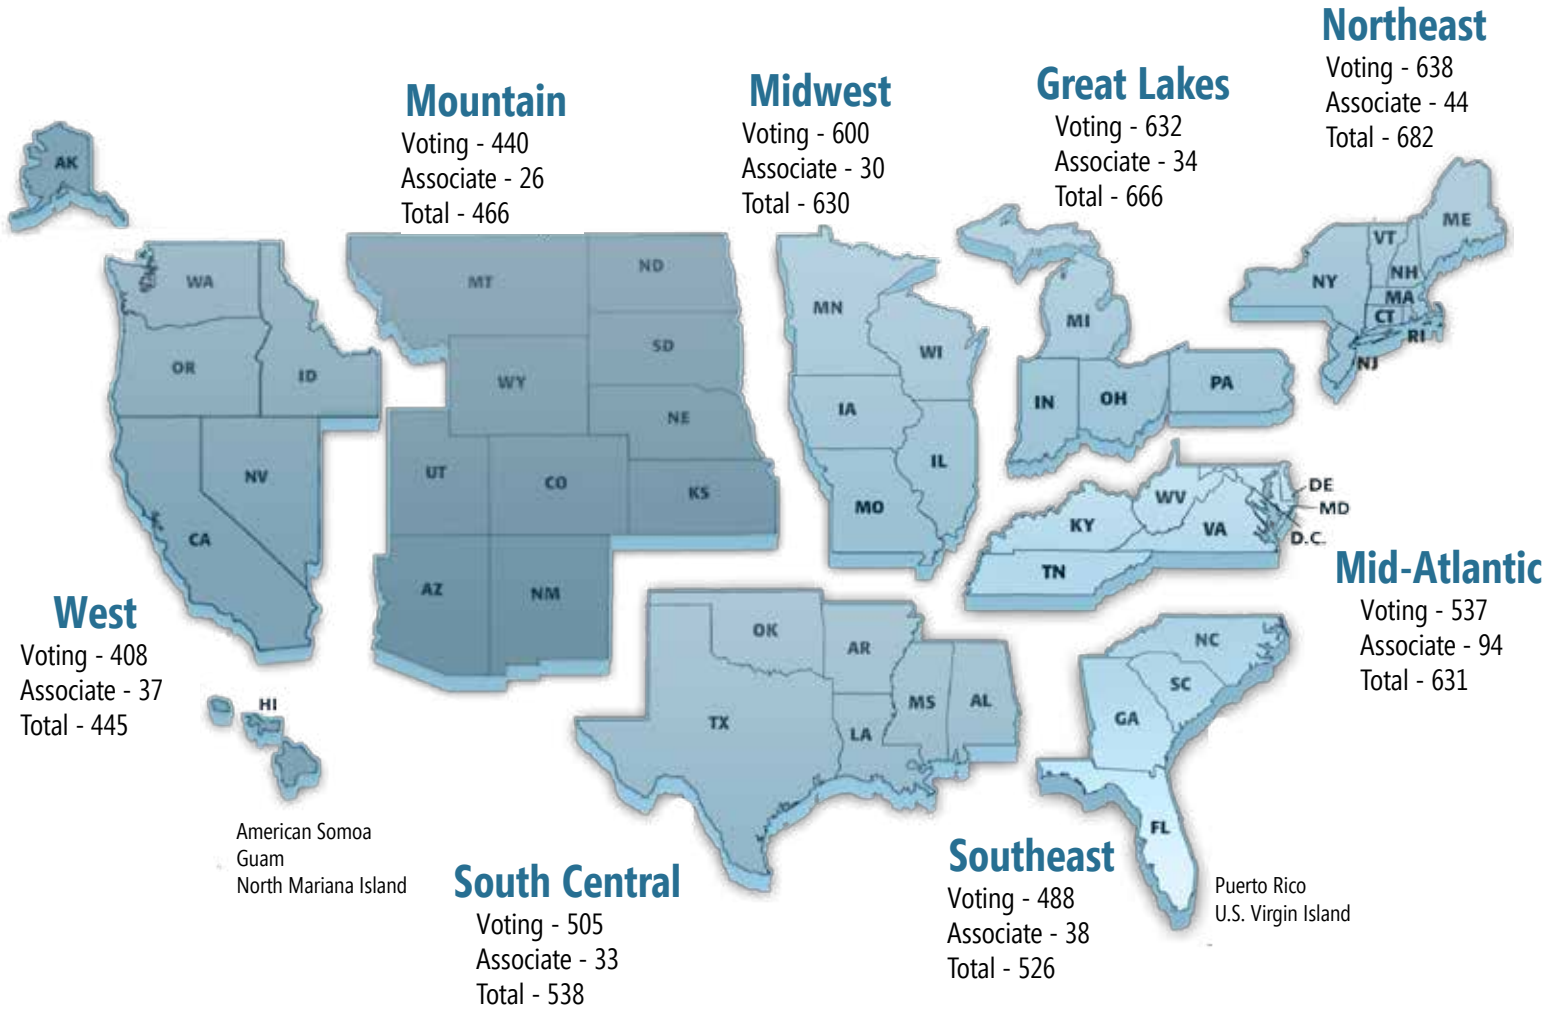 Northeast
Voting - 638
Associate - 44
Total - 682
Great Lakes
Voting - 632
Associate - 34
Total - 666
Midwest
Voting - 600
Associate - 30
Total - 630
Mountain
Voting - 440
Associate - 26
Total - 466
AK
WA
OR
ID
NV
CA
MT
ND
SD
WY
NE
UT
CO
KS
AZ
NM
MN
WI
IA
IL
MO
MI
IN
OH
PA
ME
VT
NH
NY
MA
CT
RI
NJ
WV
KY
VA
TN
DE
MD
D.C.
Mid-Atlantic
Voting - 537
Associate - 94
Total - 631
West
Voting - 408
Associate - 37
Total - 445
HI
American Somoa
Guam
North Mariana Island
OK
AR
TX
LA
MS
AL
NC
SC
GA
FL
South Central
Voting - 505
Associate - 33
Total - 538
Southeast
Voting - 488
Associate - 38
Total - 526
Puerto Rico
U.S. Virgin Island